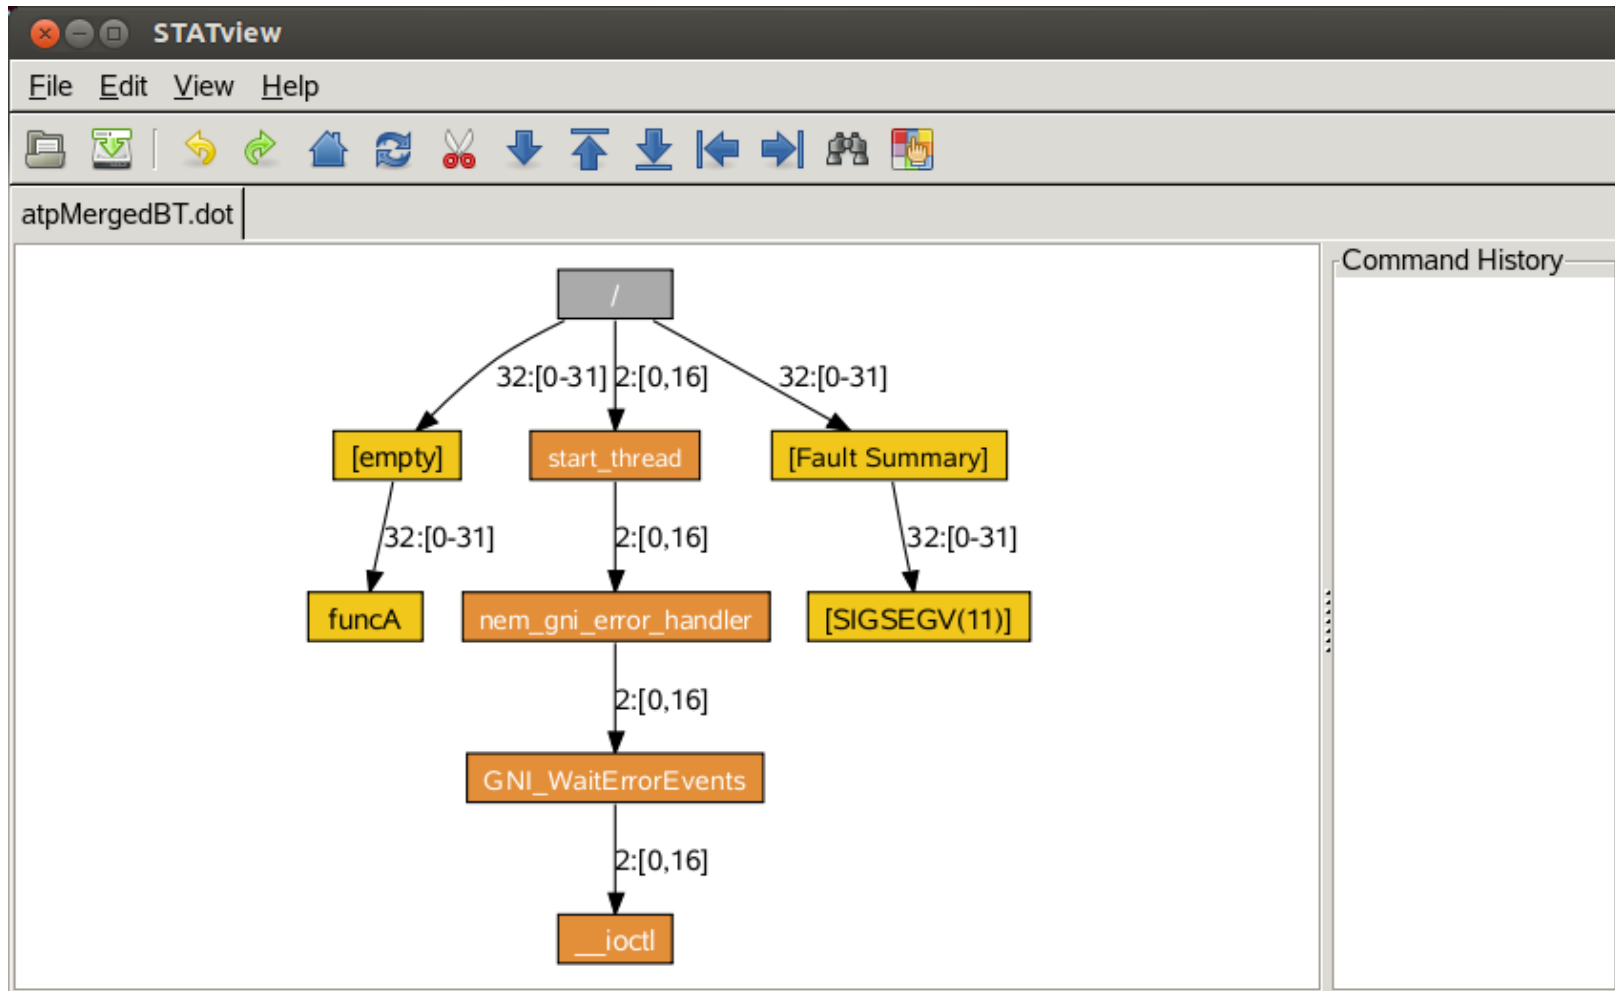 STATview
File Edit View Help
atpMergedBT.dot
Command History
/
32:[0-31] 2:[0,16] 32:[0-31]
[empty] start_thread [Fault Summary]
32:[0-31] 2:[0,16] 32:[0-31]
funcA nem_gni_error_handler [SIGSEGV(11)]
2:[0,16]
GNI_WaitErrorEvents
2:[0,16]
__ioctl